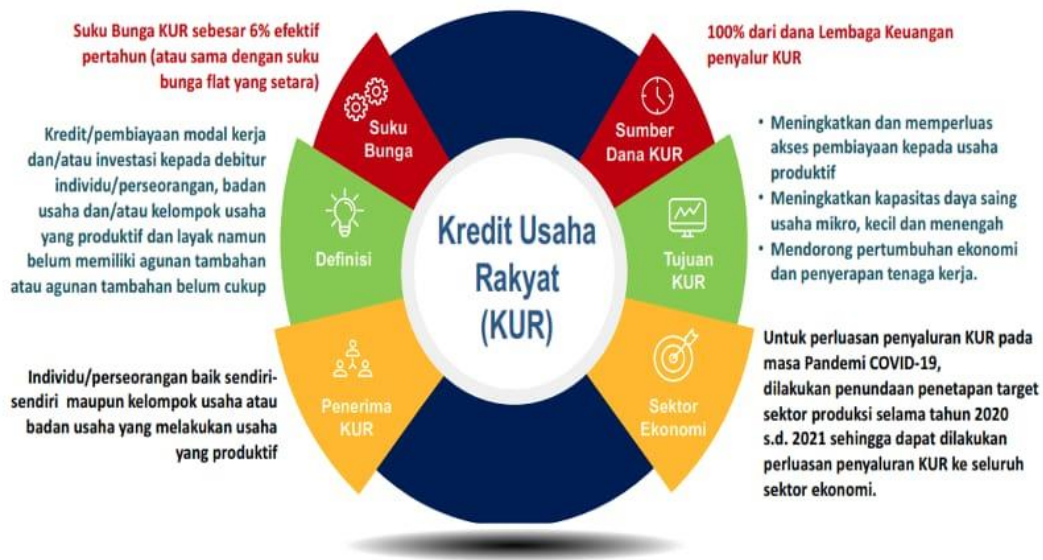 Suku Bunga KUR sebesar 6% efektif
pertahun (atau sama dengan suku
bunga flat yang setara)
Kredit/pembiayaan modal kerja
dan/atau investasi kepada debitur
individu/perseorangan, badan
usaha dan/atau kelompok usaha
yang produktif dan layak namun
belum memiliki agunan tambahan
atau agunan tambahan belum cukup
Individu/perseorangan baik sendiri-
sendiri maupun kelompok usaha atau
badan usaha yang melakukan usaha
yang produktif
Suku
Bunga
Definisi
Penerima
KUR
Kredit Usaha
Rakyat
(KUR)
Sumber
Dana KUR
Tujuan
KUR
Sektor
Ekonomi
100% dari dana Lembaga Keuangan
penyalur KUR
• Meningkatkan dan memperluas
akses pembiayaan kepada usaha
produktif
• Meningkatkan kapasitas daya saing
usaha mikro, kecil dan menengah
• Mendorong pertumbuhan ekonomi
dan penyerapan tenaga kerja.
Untuk perluasan penyaluran KUR pada
masa Pandemi COVID-19,
dilakukan penundaan penetapan target
sektor produksi selama tahun 2020
s.d. 2021 sehingga dapat dilakukan
perluasan penyaluran KUR ke seluruh
sektor ekonomi.